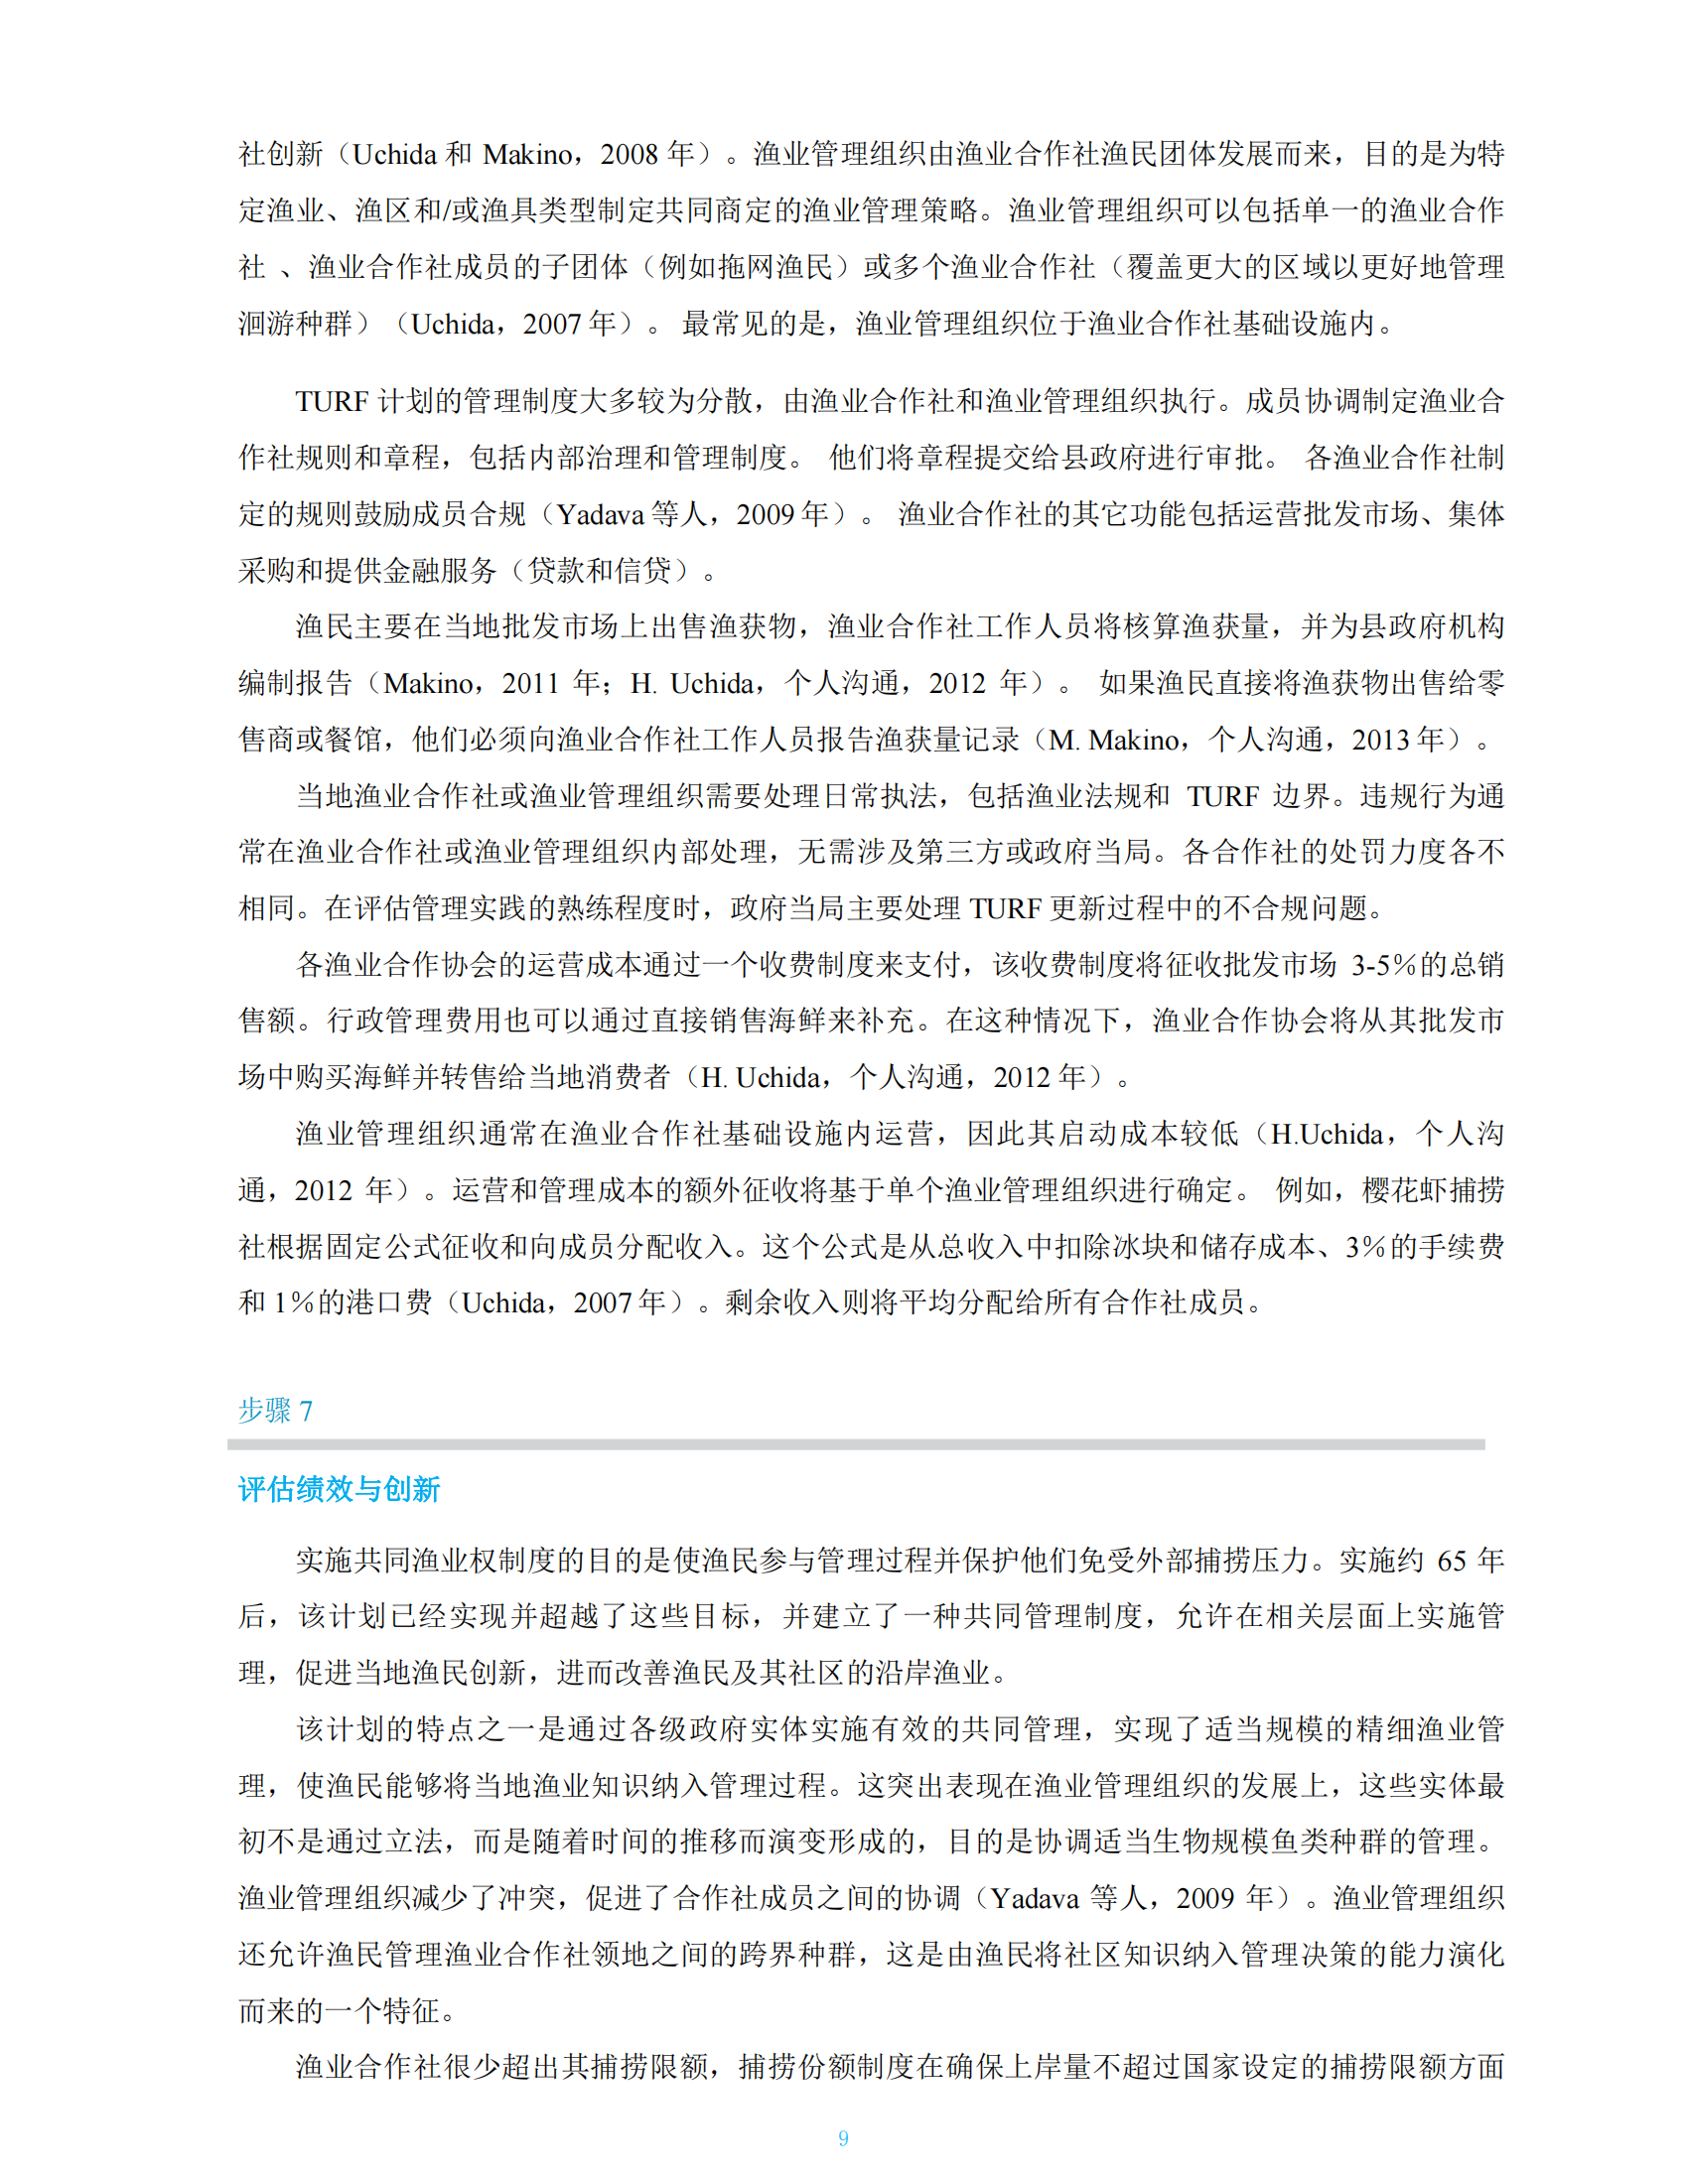 社创新（Uchida 和 Makino，2008 年）。渔业管理组织由渔业合作社渔民团体发展而来，目的是为特
定渔业、渔区和/或渔具类型制定共同商定的渔业管理策略。渔业管理组织可以包括单一的渔业合作
社 、渔业合作社成员的子团体（例如拖网渔民）或多个渔业合作社（覆盖更大的区域以更好地管理
洄游种群）（Uchida，2007 年）。 最常见的是，渔业管理组织位于渔业合作社基础设施内。
TURF 计划的管理制度大多较为分散，由渔业合作社和渔业管理组织执行。成员协调制定渔业合
作社规则和章程，包括内部治理和管理制度。 他们将章程提交给县政府进行审批。 各渔业合作社制
定的规则鼓励成员合规（Yadava 等人，2009 年）。 渔业合作社的其它功能包括运营批发市场、集体
采购和提供金融服务（贷款和信贷）。
渔民主要在当地批发市场上出售渔获物，渔业合作社工作人员将核算渔获量，并为县政府机构
编制报告（Makino，2011 年；H. Uchida，个人沟通，2012 年）。 如果渔民直接将渔获物出售给零
售商或餐馆，他们必须向渔业合作社工作人员报告渔获量记录（M. Makino，个人沟通，2013 年）。
当地渔业合作社或渔业管理组织需要处理日常执法，包括渔业法规和 TURF 边界。违规行为通
常在渔业合作社或渔业管理组织内部处理，无需涉及第三方或政府当局。各合作社的处罚力度各不
相同。在评估管理实践的熟练程度时，政府当局主要处理 TURF 更新过程中的不合规问题。
各渔业合作协会的运营成本通过一个收费制度来支付，该收费制度将征收批发市场 3-5%的总销
售额。行政管理费用也可以通过直接销售海鲜来补充。在这种情况下，渔业合作协会将从其批发市
场中购买海鲜并转售给当地消费者（H. Uchida，个人沟通，2012 年）。
渔业管理组织通常在渔业合作社基础设施内运营，因此其启动成本较低（H.Uchida，个人沟
通，2012 年）。运营和管理成本的额外征收将基于单个渔业管理组织进行确定。 例如，樱花虾捕捞
社根据固定公式征收和向成员分配收入。这个公式是从总收入中扣除冰块和储存成本、3%的手续费
和 1%的港口费（Uchida，2007 年）。剩余收入则将平均分配给所有合作社成员。
步骤 7
评估绩效与创新
实施共同渔业权制度的目的是使渔民参与管理过程并保护他们免受外部捕捞压力。实施约 65 年
后，该计划已经实现并超越了这些目标，并建立了一种共同管理制度，允许在相关层面上实施管
理，促进当地渔民创新，进而改善渔民及其社区的沿岸渔业。
该计划的特点之一是通过各级政府实体实施有效的共同管理，实现了适当规模的精细渔业管
理，使渔民能够将当地渔业知识纳入管理过程。这突出表现在渔业管理组织的发展上，这些实体最
初不是通过立法，而是随着时间的推移而演变形成的，目的是协调适当生物规模鱼类种群的管理。
渔业管理组织减少了冲突，促进了合作社成员之间的协调（Yadava 等人，2009 年）。渔业管理组织
还允许渔民管理渔业合作社领地之间的跨界种群，这是由渔民将社区知识纳入管理决策的能力演化
而来的一个特征。
渔业合作社很少超出其捕捞限额，捕捞份额制度在确保上岸量不超过国家设定的捕捞限额方面
9